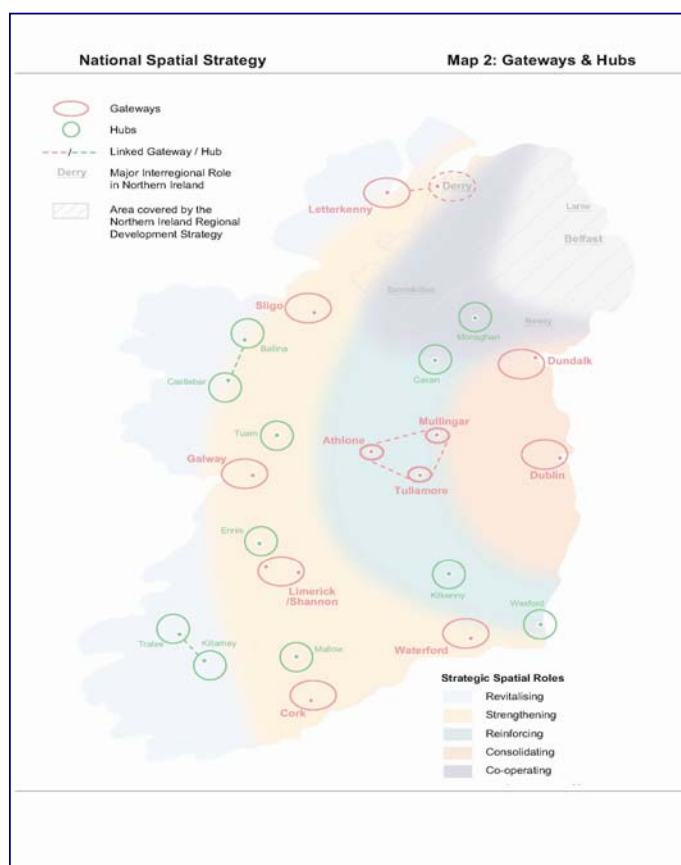 National Spatial Strategy
Map 2: Gateways & Hubs
Gateways
Hubs
Linked Gateway / Hub
Derry
Major Interregional Role
in Northern Ireland
Area covered by the
Northern Ireland Regional
Development Strategy
Derry
Letterkenny
Larne
Belfast
Enniskillen
Sligo
Newry
Monaghan
Ballina
Dundalk
Cavan
Castlebar
Mullingar
Tuam
Athlone
Galway
Dublin
Tullamore
Ennis
Limerick
/Shannon
Kilkenny
Wexford
Tralee
Killarney
Mallow
Waterford
Cork
Strategic Spatial Roles
Revitalising
Strengthening
Reinforcing
Consolidating
Co-operating